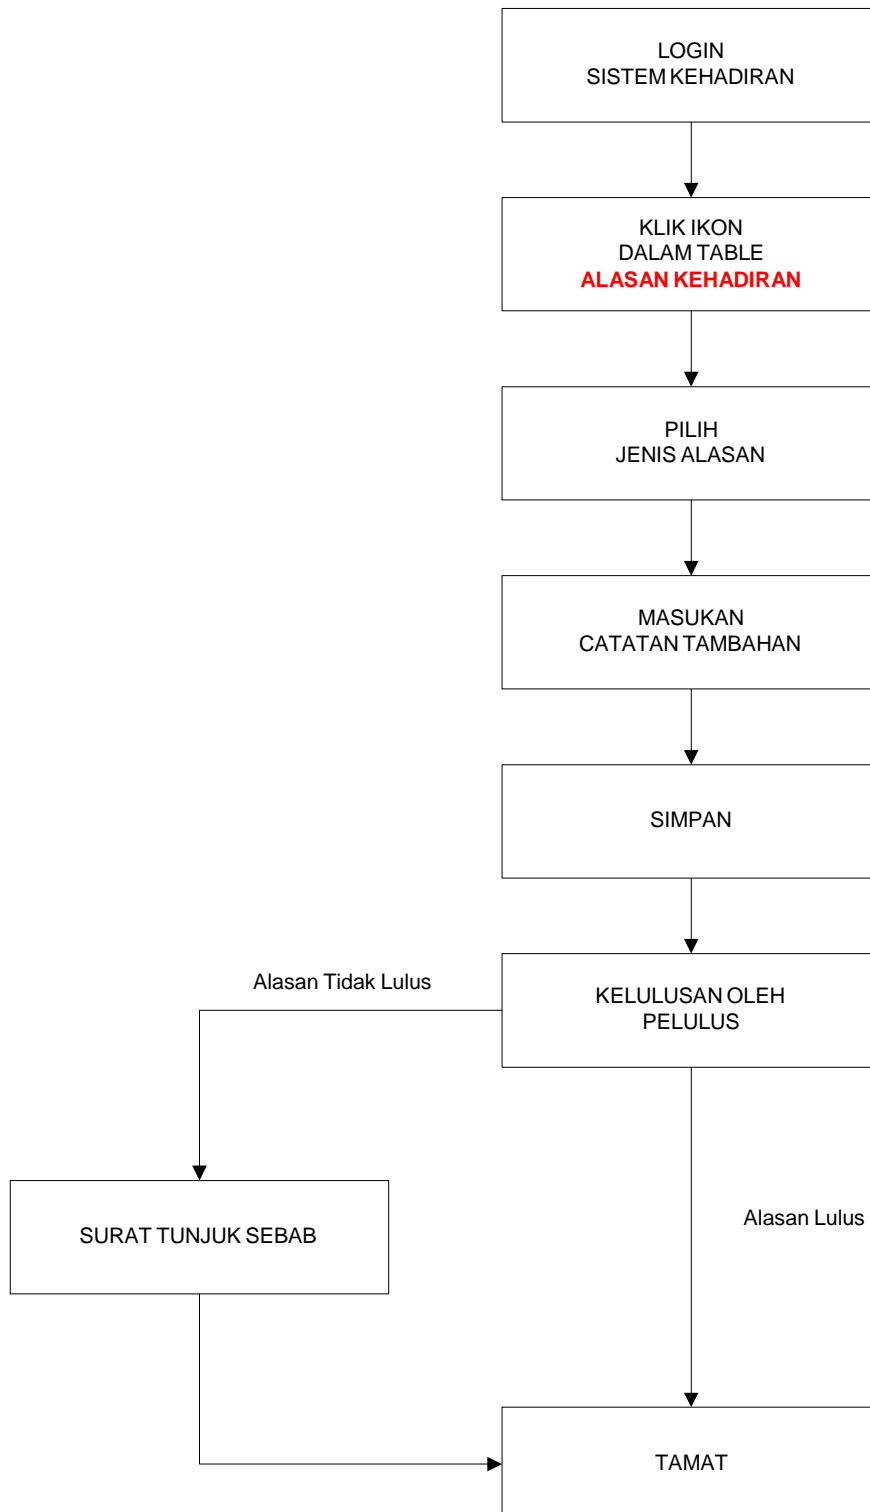 LOGIN
SISTEM KEHADIRAN
KLIK IKON
DALAM TABLE
ALASAN KEHADIRAN
PILIH
JENIS ALASAN
MASUKAN
CATATAN TAMBAHAN
SIMPAN
Alasan Tidak Lulus
KELULUSAN OLEH
PELULUS
SURAT TUNJUK SEBAB
Alasan Lulus
TAMAT